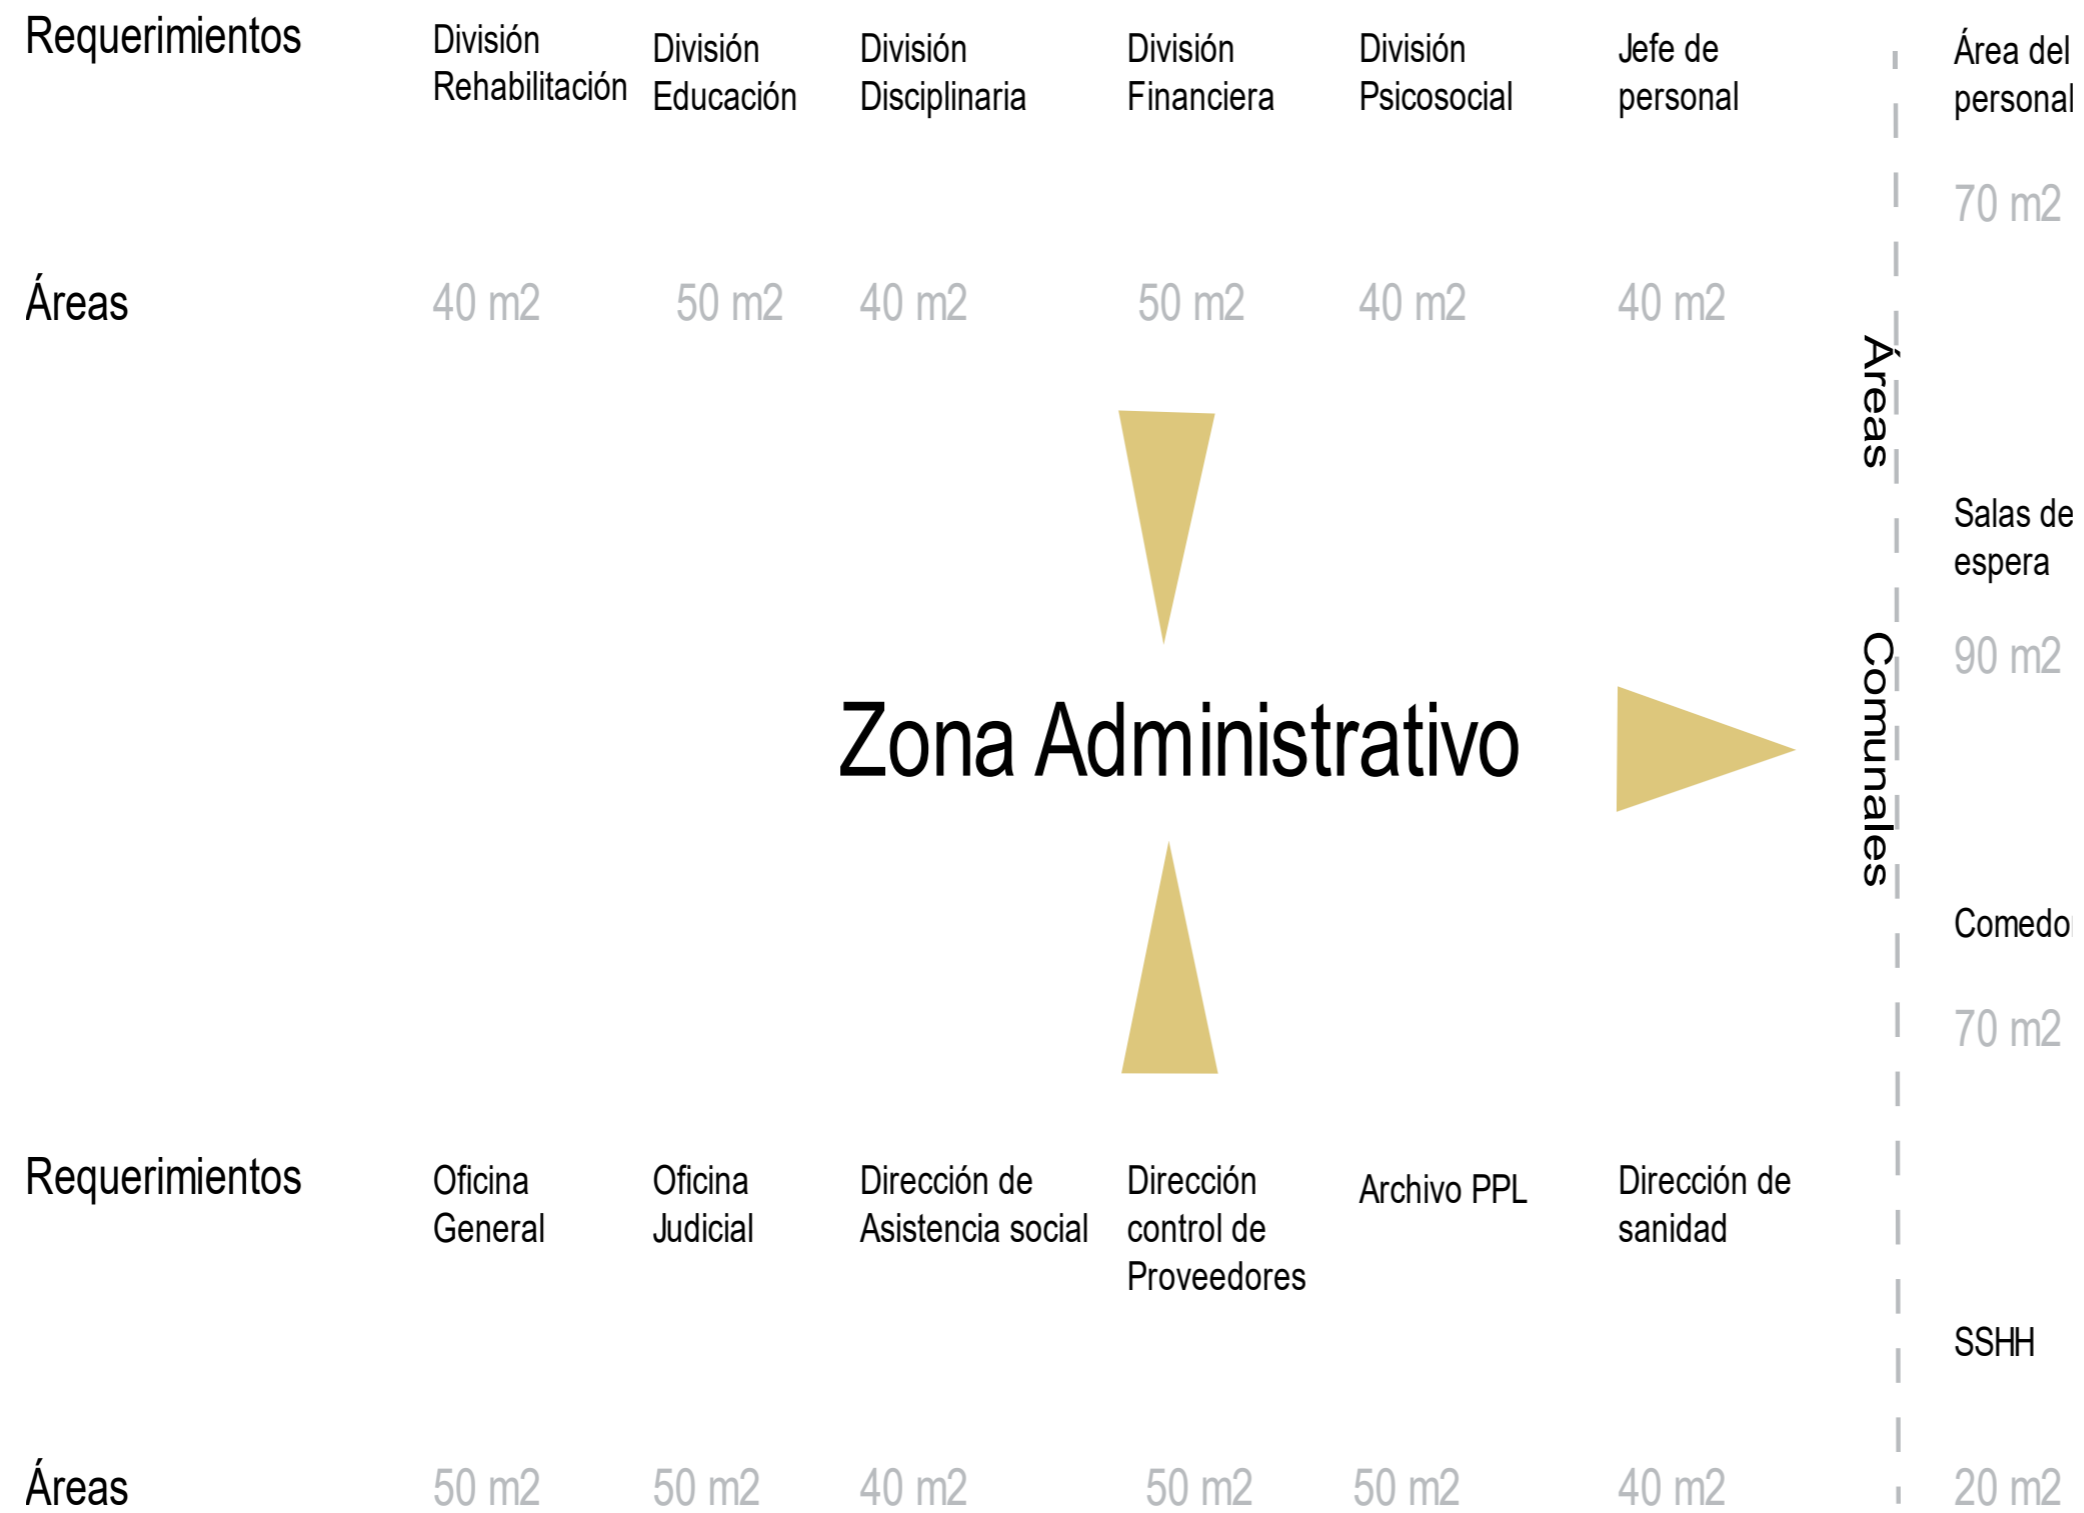 Requerimientos
División
Rehabilitación
División
Educación
División
Disciplinaria
División
Financiera
División
Psicosocial
Jefe de
personal
Área del
personal
70 m2
Áreas
40 m2
50 m2
40 m2
50 m2
40 m2
40 m2
Áreas
Comunales
Salas de
espera
90 m2
Zona Administrativo
Comedor
70 m2
Requerimientos
Oficina
General
Oficina
Judicial
Dirección de
Asistencia social
Dirección
control de
Proveedores
Archivo PPL
Dirección de
sanidad
SSHH
Áreas
50 m2
50 m2
40 m2
50 m2
50 m2
40 m2
20 m2